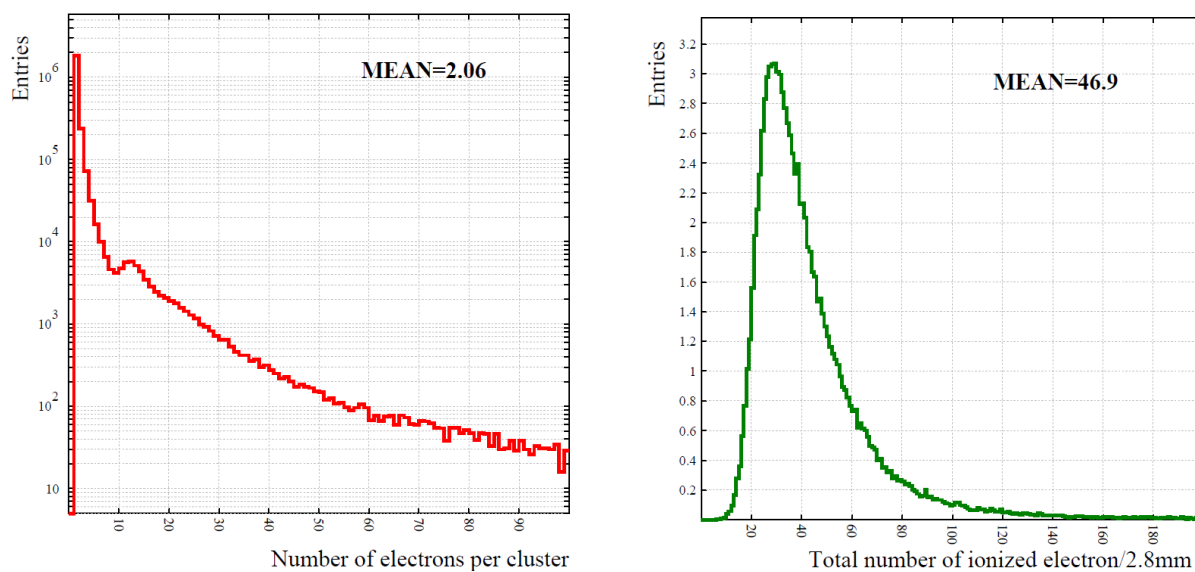 Entries
MEAN=2.06
10^6
10^5
10^4
10^3
10^2
10
10 20 30 40 50 60 70 80 90
Number of electrons per cluster
Entries
MEAN=46.9
3.2
3
2.8
2.6
2.4
2.2
2
1.8
1.6
1.4
1.2
1
0.8
0.6
0.4
0.2
20 40 60 80 100 120 140 160 180
Total number of ionized electron/2.8mm